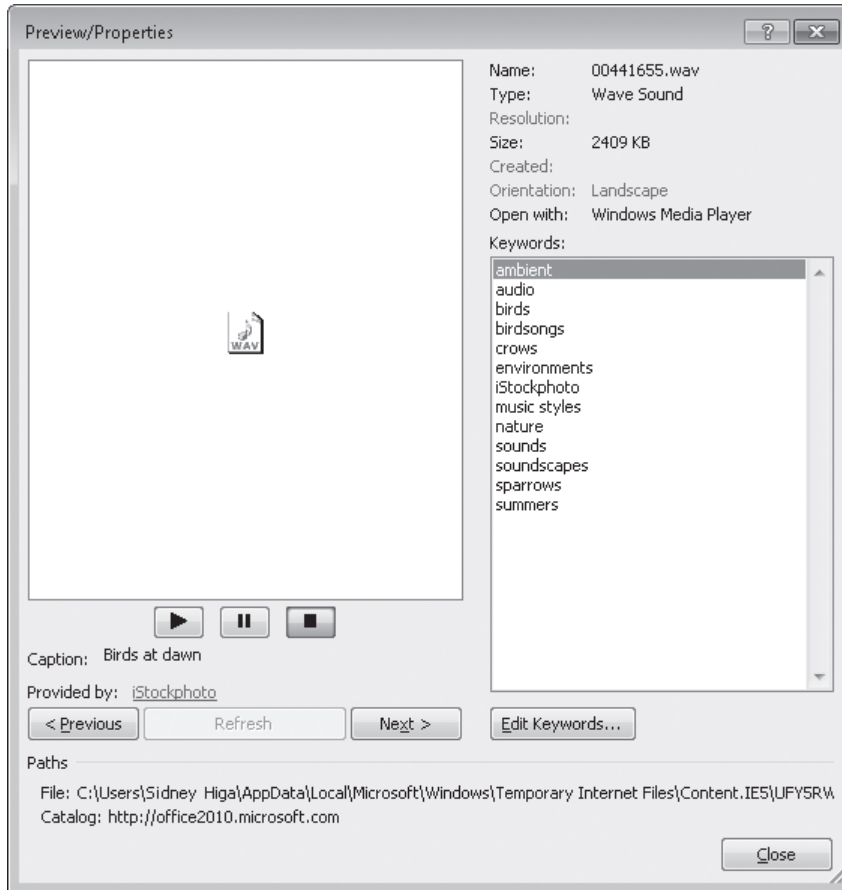 Preview/Properties
Name: 00441655.wav
Type: Wave Sound
Resolution:
Size: 2409 KB
Created:
Orientation: Landscape
Open with: Windows Media Player
Keywords:
ambient
audio
birds
birdsongs
crows
environments
iStockphoto
music styles
nature
sounds
soundscapes
sparrows
summers
WAV
Caption: Birds at dawn
Provided by: iStockphoto
< Previous
Refresh
Next >
Edit Keywords...
Paths
File: C:\Users\Sidney Higa\AppData\Local\Microsoft\Windows\Temporary Internet Files\Content.IE5\UFY5RW
Catalog: http://office2010.microsoft.com
Close